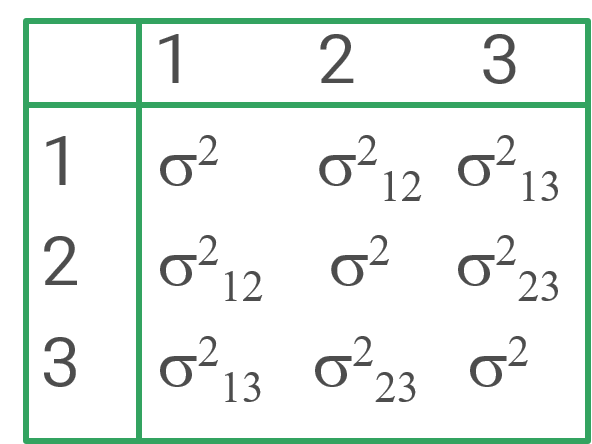 1 2 3
1 σ² σ²₁₂ σ²₁₃
2 σ²₁₂ σ² σ²₂₃
3 σ²₁₃ σ²₂₃ σ²